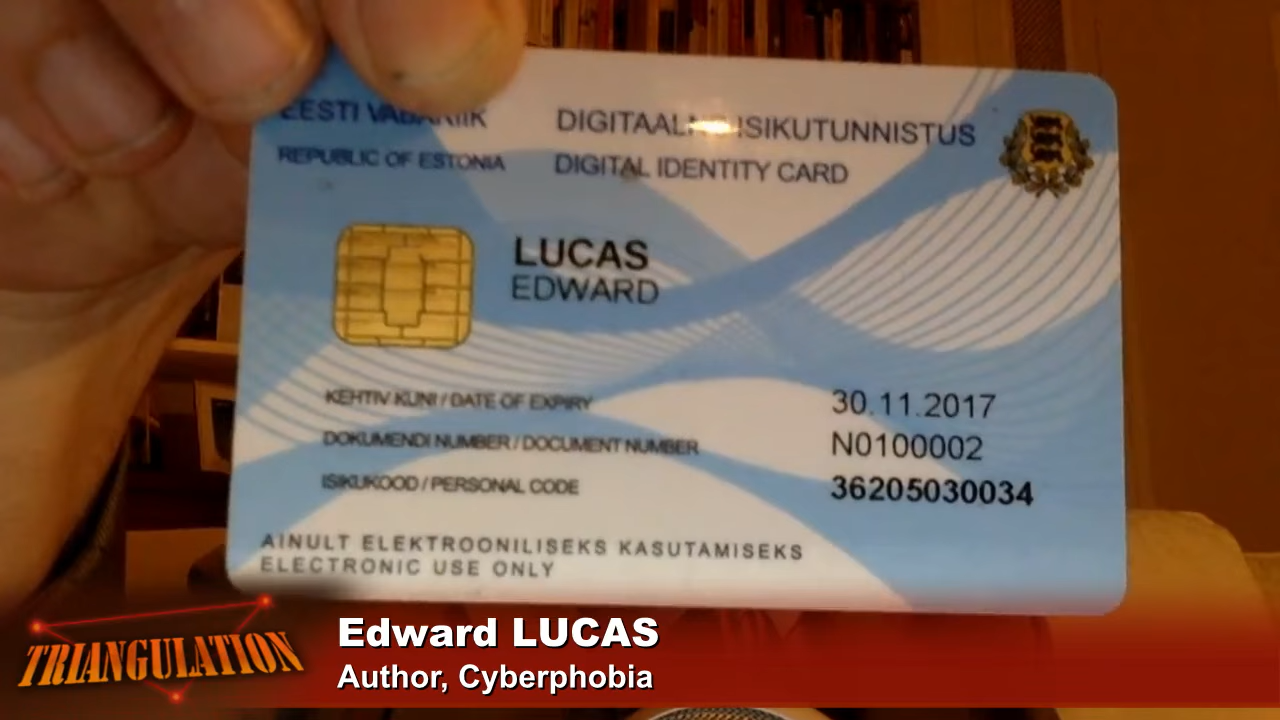 EESTI VABARIIK
REPUBLIC OF ESTONIA
DIGITAALNE ISIKUTUNNISTUS
DIGITAL IDENTITY CARD
LUCAS
EDWARD
KEHTIV KUNI / DATE OF EXPIRY 30.11.2017
DOKUMENDI NUMBER / DOCUMENT NUMBER N0100002
ISIKUKOOD / PERSONAL CODE 36205030034
AINULT ELEKTROONILISEKS KASUTAMISEKS
ELECTRONIC USE ONLY
TRIANGULATION
Edward LUCAS
Author, Cyberphobia